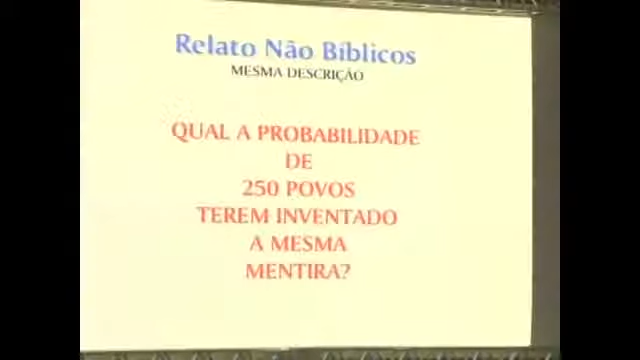 Relato Não Bíblicos
MESMA DESCRIÇÃO
QUAL A PROBABILIDADE
DE
250 POVOS
TEREM INVENTADO
A MESMA
MENTIRA?